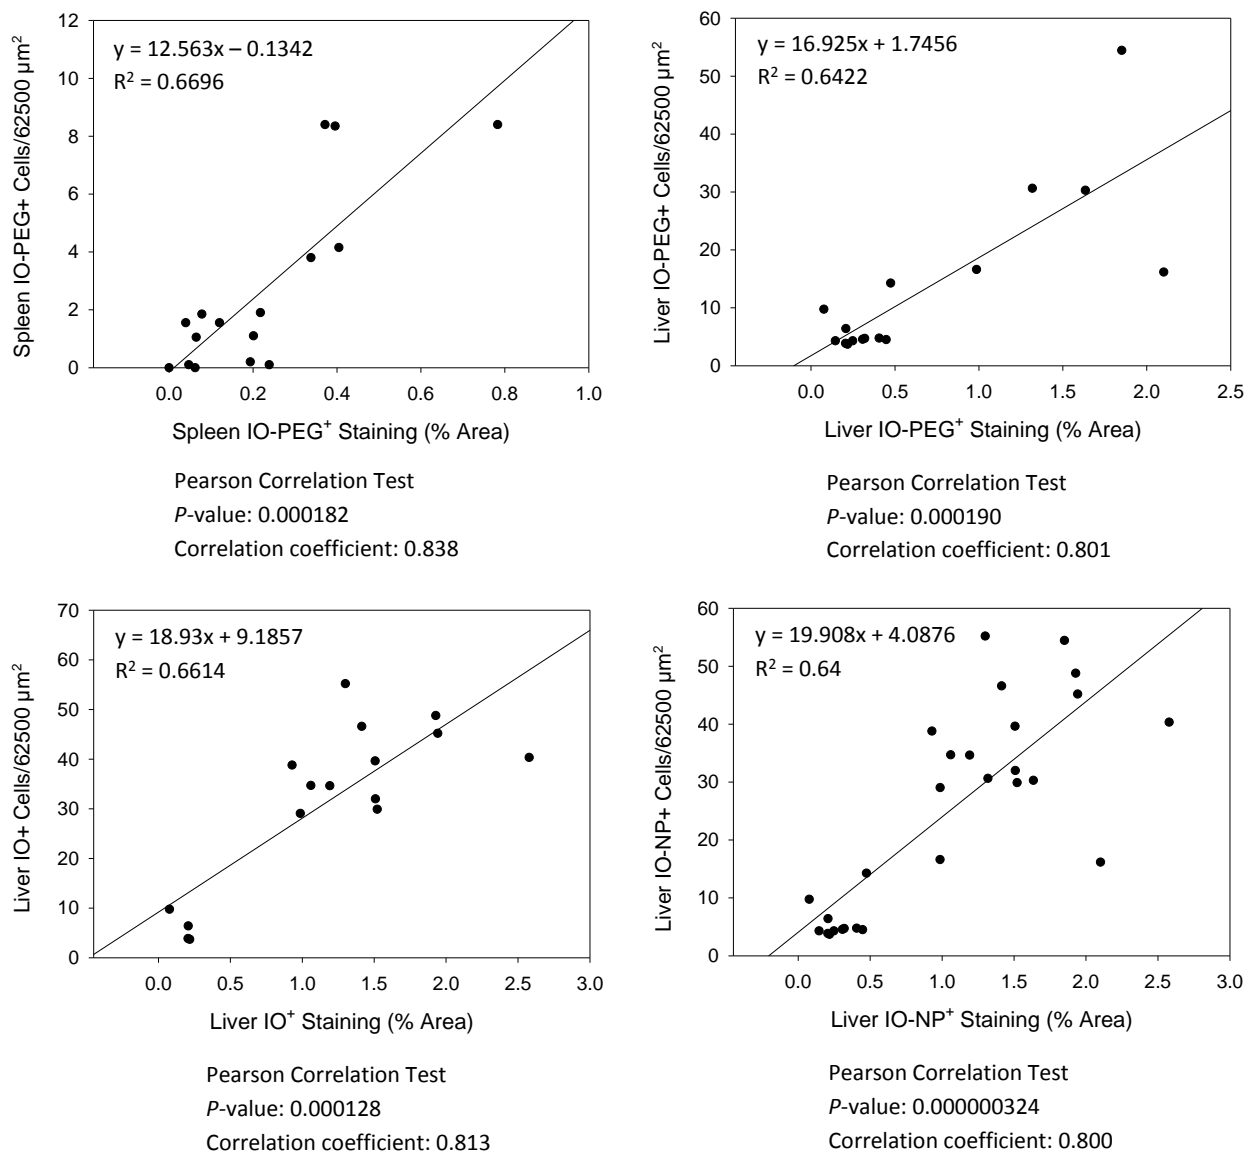 y = 12.563x – 0.1342
R² = 0.6696
Spleen IO-PEG+ Cells/62500 µm²
12
10
8
6
4
2
0
0.0 0.2 0.4 0.6 0.8 1.0
Spleen IO-PEG⁺ Staining (% Area)
Pearson Correlation Test
P-value: 0.000182
Correlation coefficient: 0.838
y = 16.925x + 1.7456
R² = 0.6422
Liver IO-PEG+ Cells/62500 µm²
60
50
40
30
20
10
0
0.0 0.5 1.0 1.5 2.0 2.5
Liver IO-PEG⁺ Staining (% Area)
Pearson Correlation Test
P-value: 0.000190
Correlation coefficient: 0.801
y = 18.93x + 9.1857
R² = 0.6614
Liver IO+ Cells/62500 µm²
70
60
50
40
30
20
10
0
0.0 0.5 1.0 1.5 2.0 2.5 3.0
Liver IO⁺ Staining (% Area)
Pearson Correlation Test
P-value: 0.000128
Correlation coefficient: 0.813
y = 19.908x + 4.0876
R² = 0.64
Liver IO-NP+ Cells/62500 µm²
60
50
40
30
20
10
0
0.0 0.5 1.0 1.5 2.0 2.5 3.0
Liver IO-NP⁺ Staining (% Area)
Pearson Correlation Test
P-value: 0.000000324
Correlation coefficient: 0.800